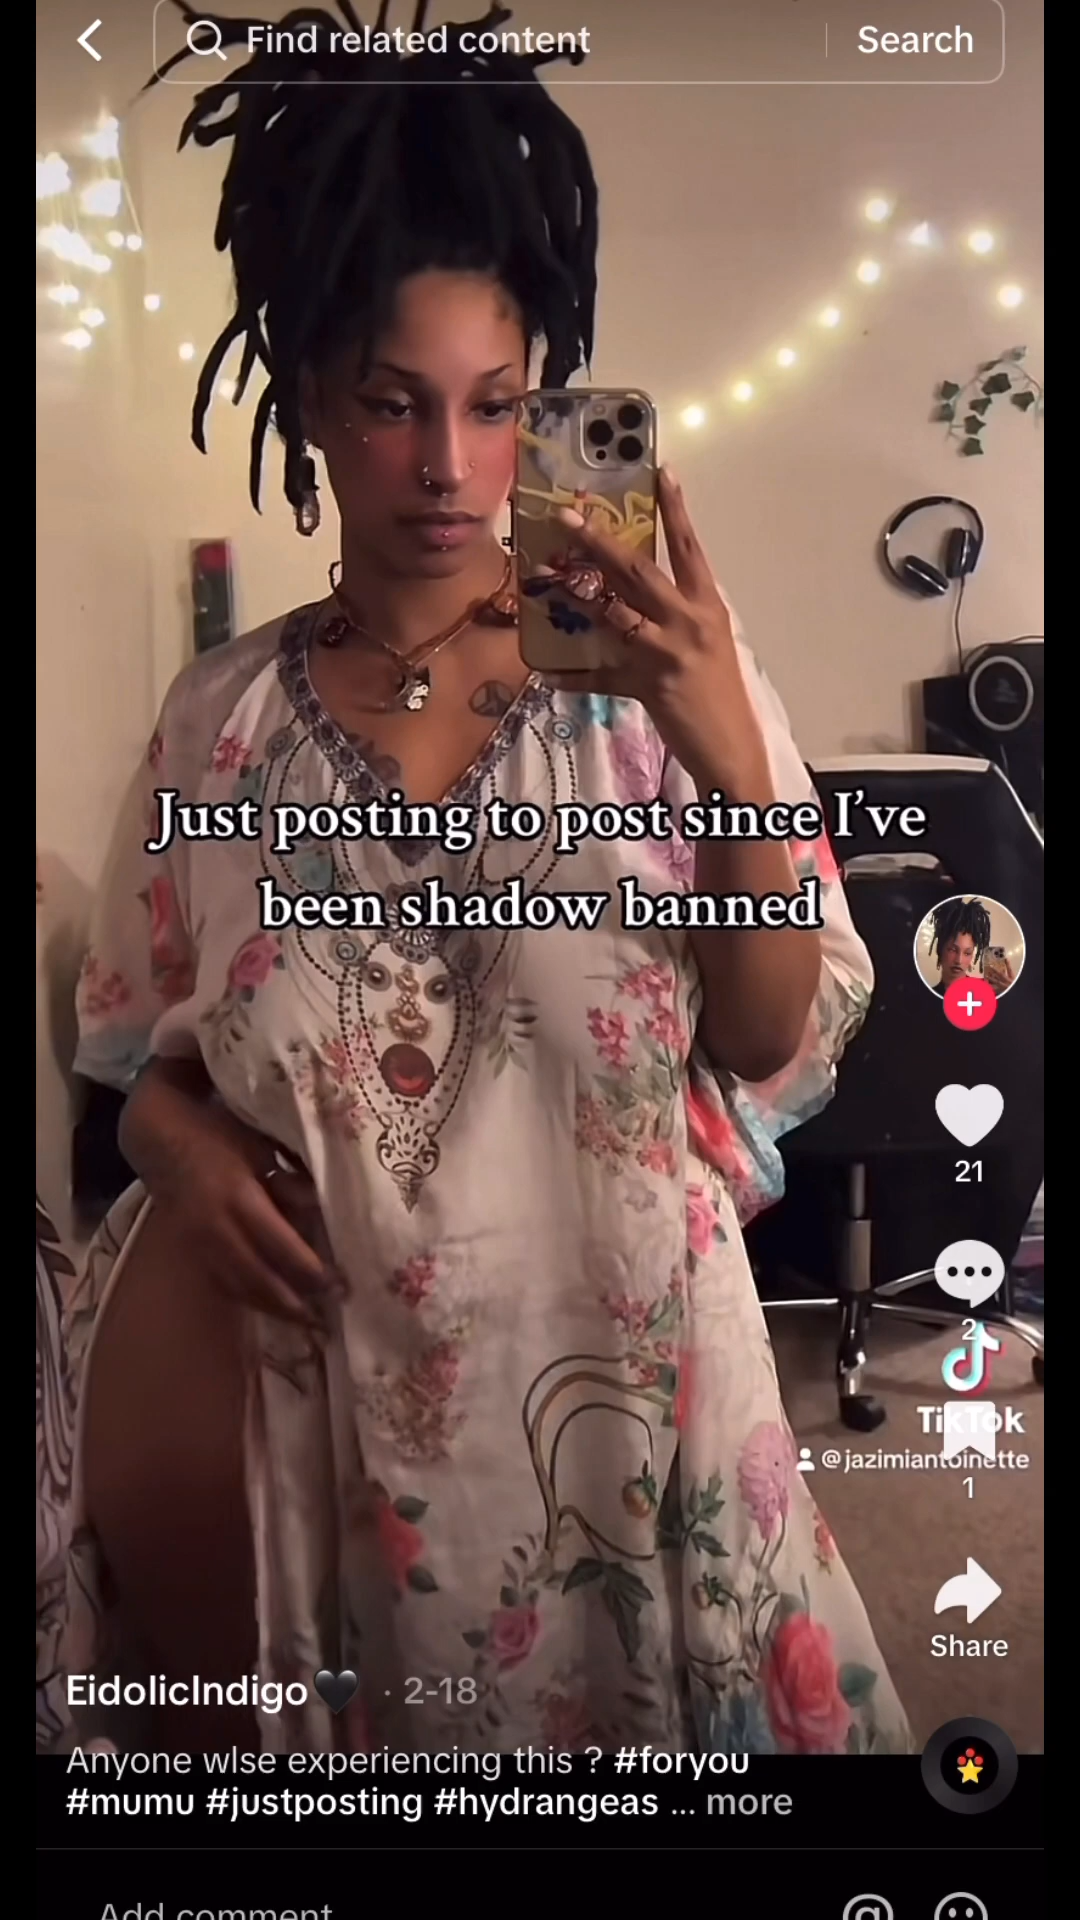 Find related content
Search
Just posting to post since I’ve
been shadow banned
21
2
TikTok
@jazimiantoinette
1
Share
EidolicIndigo🖤 · 2-18
Anyone wlse experiencing this ? #foryou
#mumu #justposting #hydrangeas ... more
Add comment